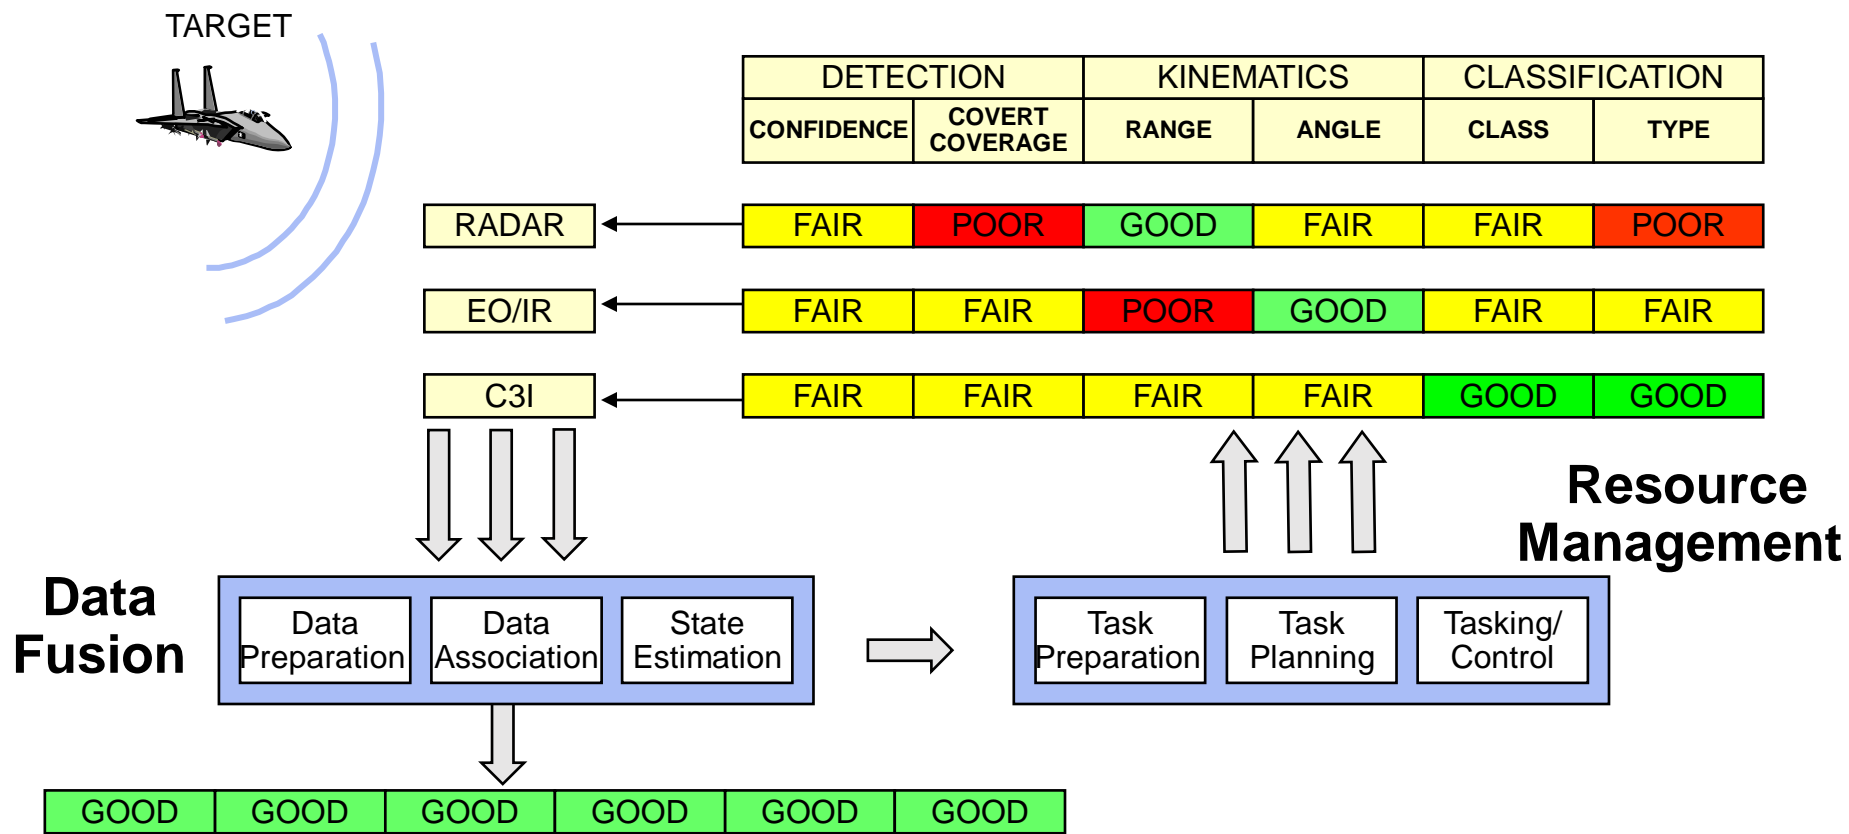 TARGET
DETECTION KINEMATICS CLASSIFICATION
CONFIDENCE COVERT COVERAGE RANGE ANGLE CLASS TYPE
RADAR FAIR POOR GOOD FAIR FAIR POOR
EO/IR FAIR FAIR POOR GOOD FAIR FAIR
C3I FAIR FAIR FAIR FAIR GOOD GOOD
Resource
Management
Data
Fusion
Data
Preparation
Data
Association
State
Estimation
Task
Preparation
Task
Planning
Tasking/
Control
GOOD GOOD GOOD GOOD GOOD GOOD